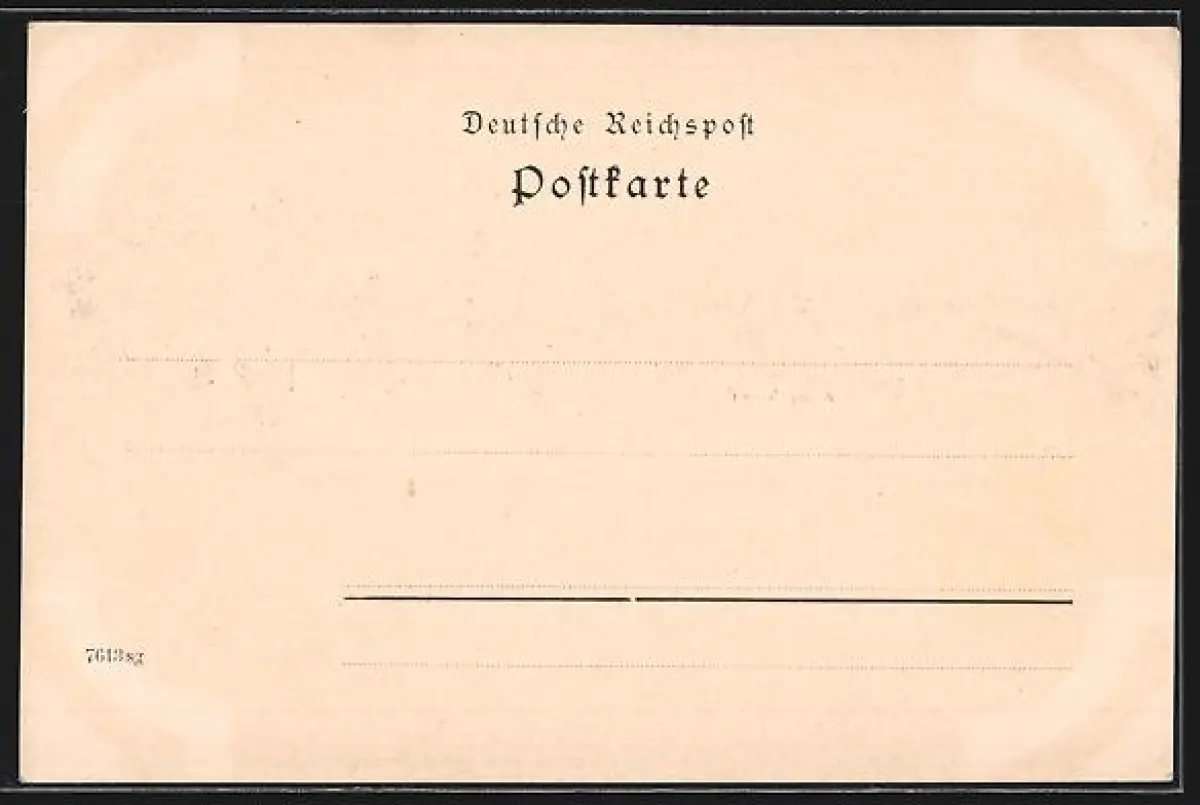 Deutsche Reichspost
Postkarte
7613sg